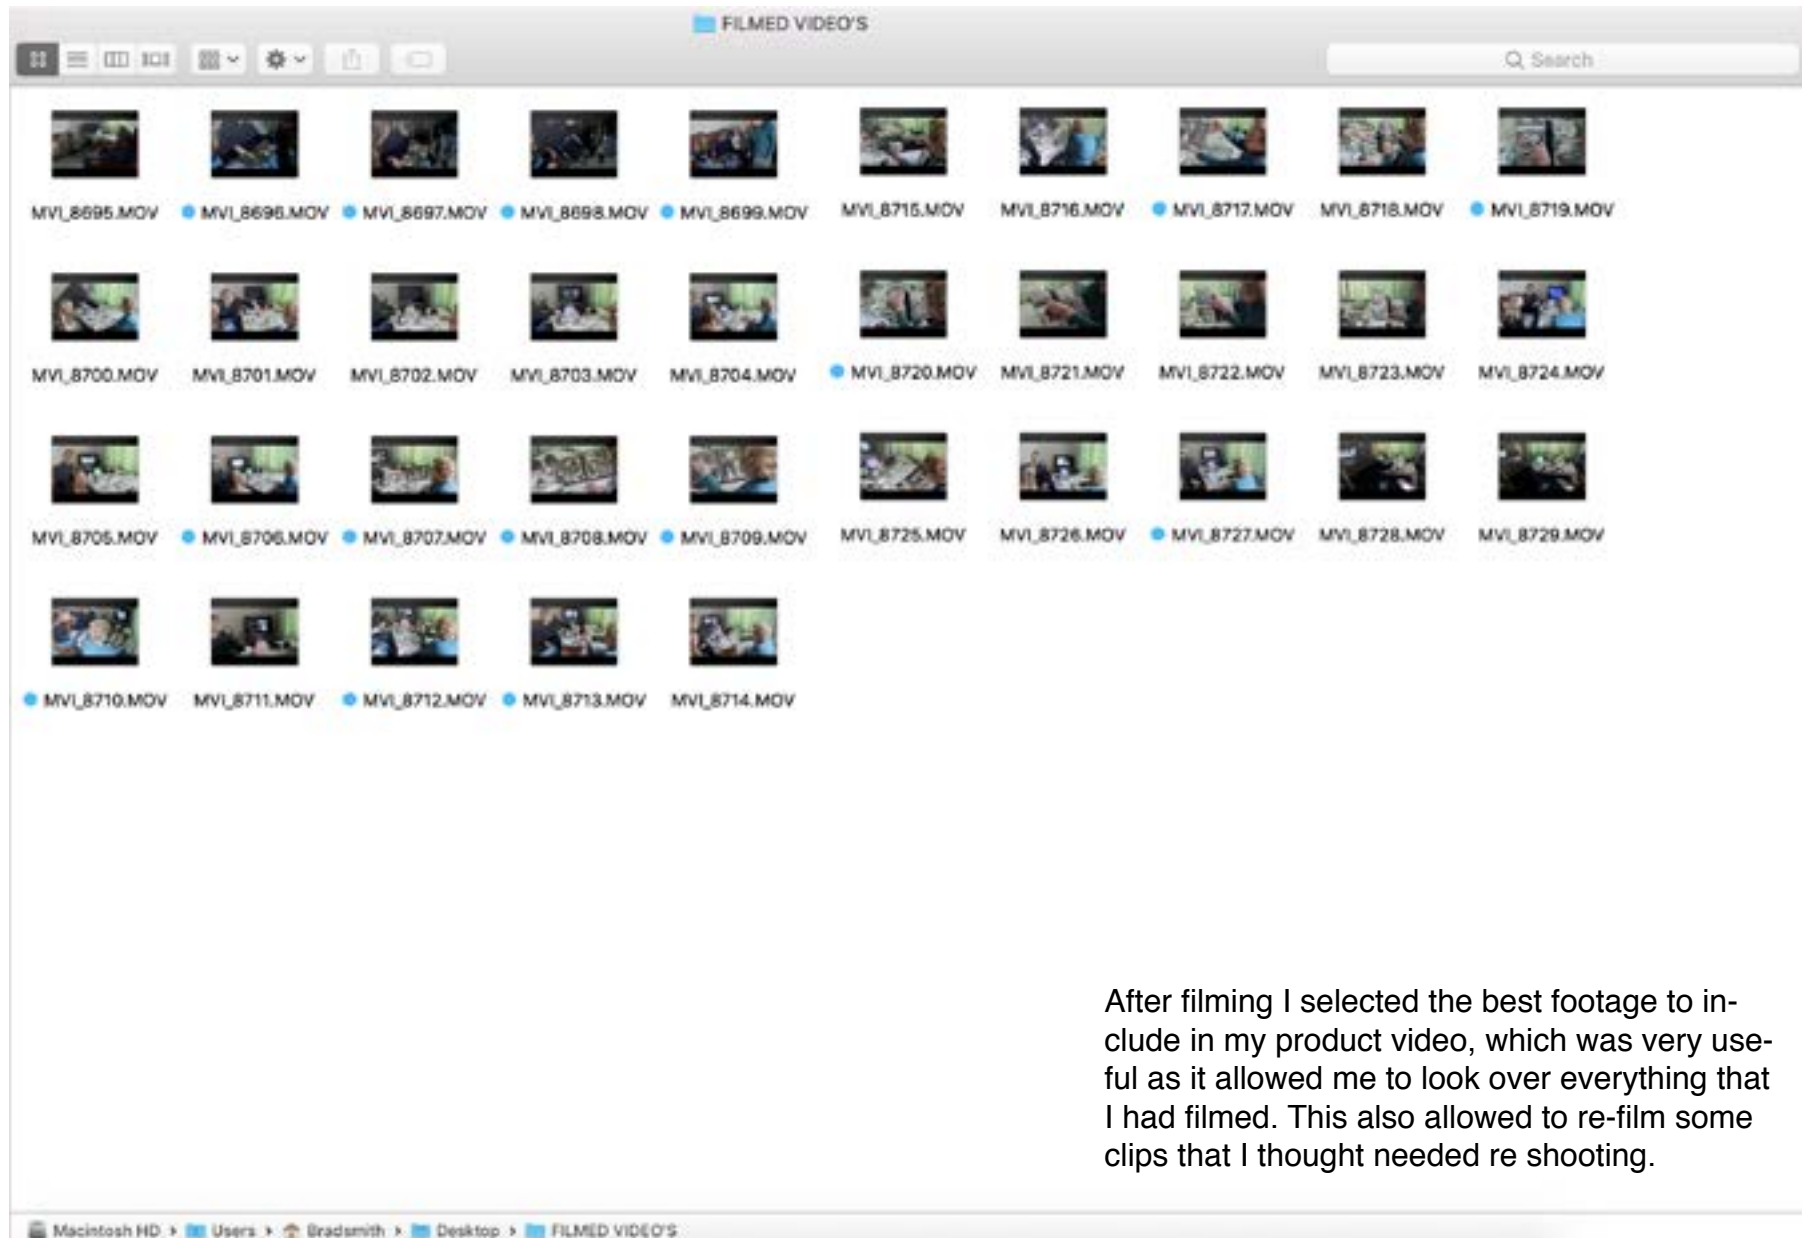 FILMED VIDEO'S
Search
MVI_8695.MOV MVI_8696.MOV MVI_8697.MOV MVI_8698.MOV MVI_8699.MOV MVI_8715.MOV MVI_8716.MOV MVI_8717.MOV MVI_8718.MOV MVI_8719.MOV
MVI_8700.MOV MVI_8701.MOV MVI_8702.MOV MVI_8703.MOV MVI_8704.MOV MVI_8720.MOV MVI_8721.MOV MVI_8722.MOV MVI_8723.MOV MVI_8724.MOV
MVI_8705.MOV MVI_8706.MOV MVI_8707.MOV MVI_8708.MOV MVI_8709.MOV MVI_8725.MOV MVI_8726.MOV MVI_8727.MOV MVI_8728.MOV MVI_8729.MOV
MVI_8710.MOV MVI_8711.MOV MVI_8712.MOV MVI_8713.MOV MVI_8714.MOV
After filming I selected the best footage to in-
clude in my product video, which was very use-
ful as it allowed me to look over everything that
I had filmed. This also allowed to re-film some
clips that I thought needed re shooting.
Macintosh HD Users Bradsmith Desktop FILMED VIDEO'S